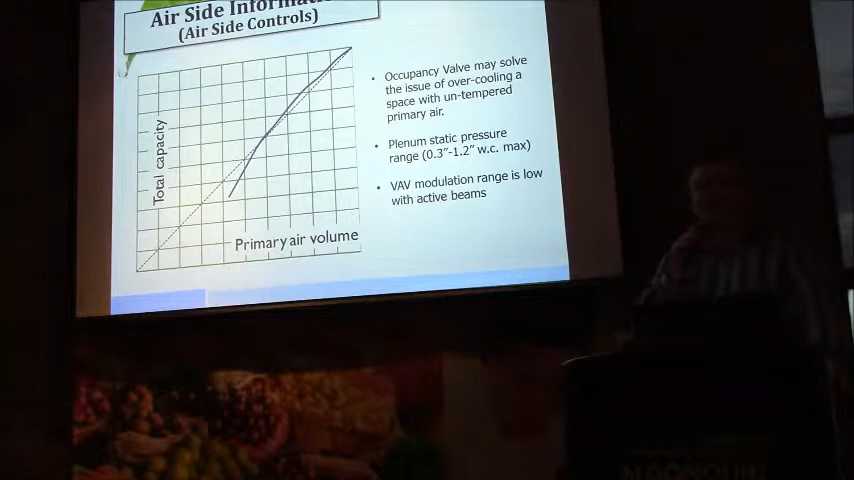 Air Side
(Air Side Controls)
Total capacity
Primary air volume
• Occupancy Valve may solve
the issue of over-cooling a
space with un-tempered
primary air.
• Plenum static pressure
range (0.3"-1.2" w.c. max)
• VAV modulation range is low
with active beams